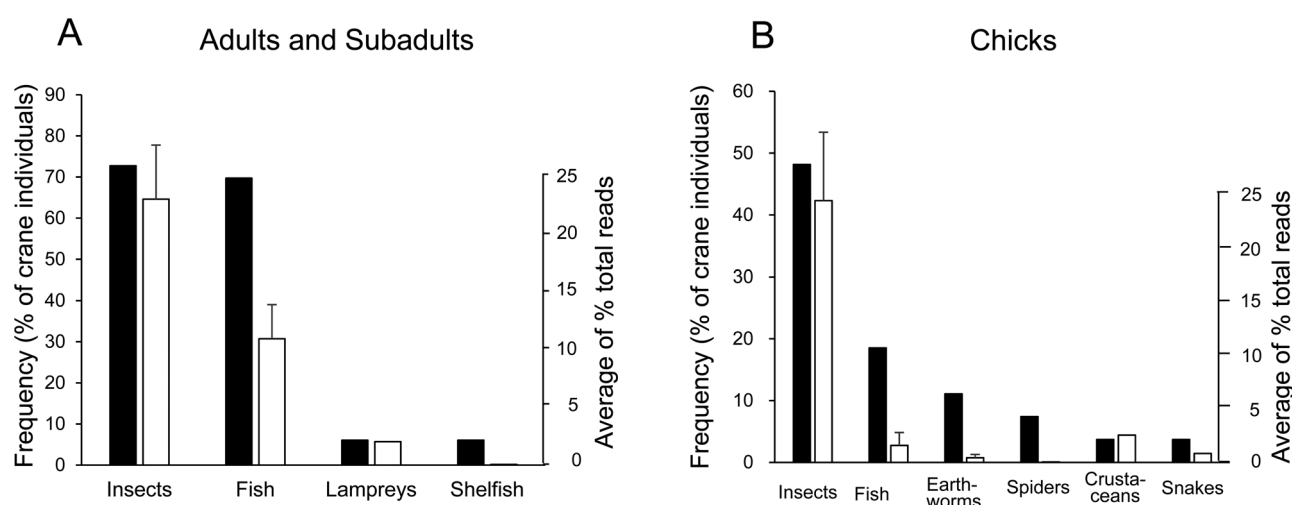 A
Adults and Subadults
Frequency (% of crane individuals)
90
80
70
60
50
40
30
20
10
0
25
20
15
10
5
0
Average of % total reads
Insects
Fish
Lampreys
Shelfish
B
Chicks
Frequency (% of crane individuals)
60
50
40
30
20
10
0
25
20
15
10
5
0
Average of % total reads
Insects
Fish
Earth-
worms
Spiders
Crusta-
ceans
Snakes